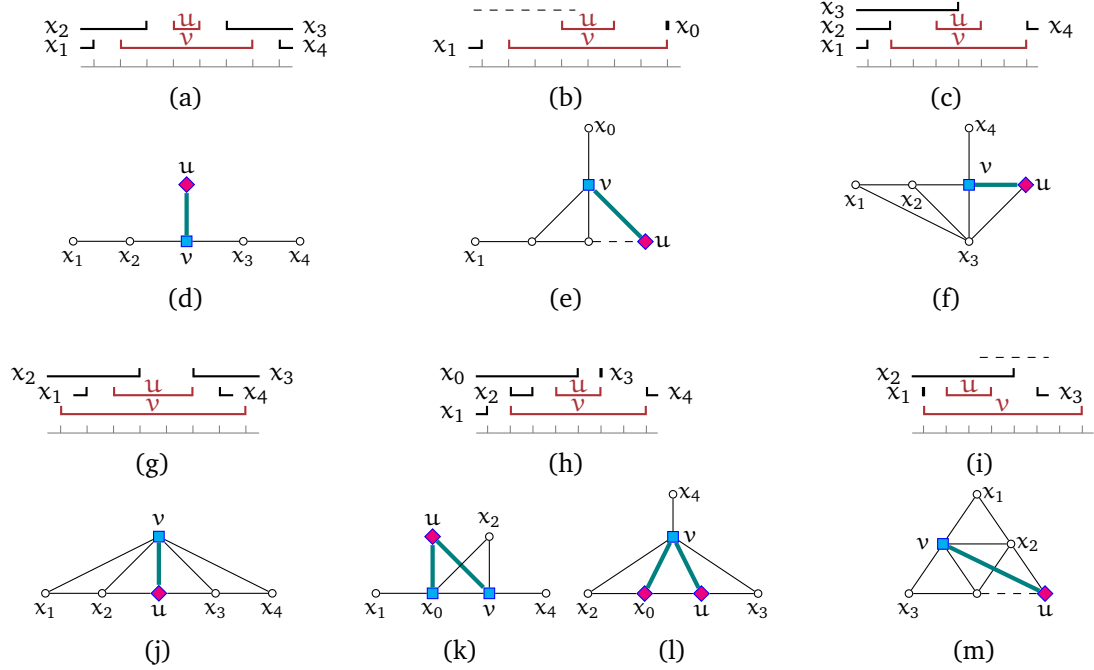 x₂ u x₃
x₁ v x₄
(a)
u x₀
x₁ v
(b)
x₃
x₂ u x₄
x₁ v
(c)
u
x₁ x₂ v x₃ x₄
(d)
x₀
v
x₁ u
(e)
x₄
v
x₁ x₂ u
x₃
(f)
x₂ x₃
x₁ u x₄
v
(g)
x₀ x₃
x₂ u x₄
x₁ v
(h)
x₂
x₁ u x₃
v
(i)
v
x₁ x₂ u x₃ x₄
(j)
u x₂
x₁ x₀ v x₄
(k)
x₄
v
x₂ x₀ u x₃
(l)
x₁
v x₂
x₃ u
(m)